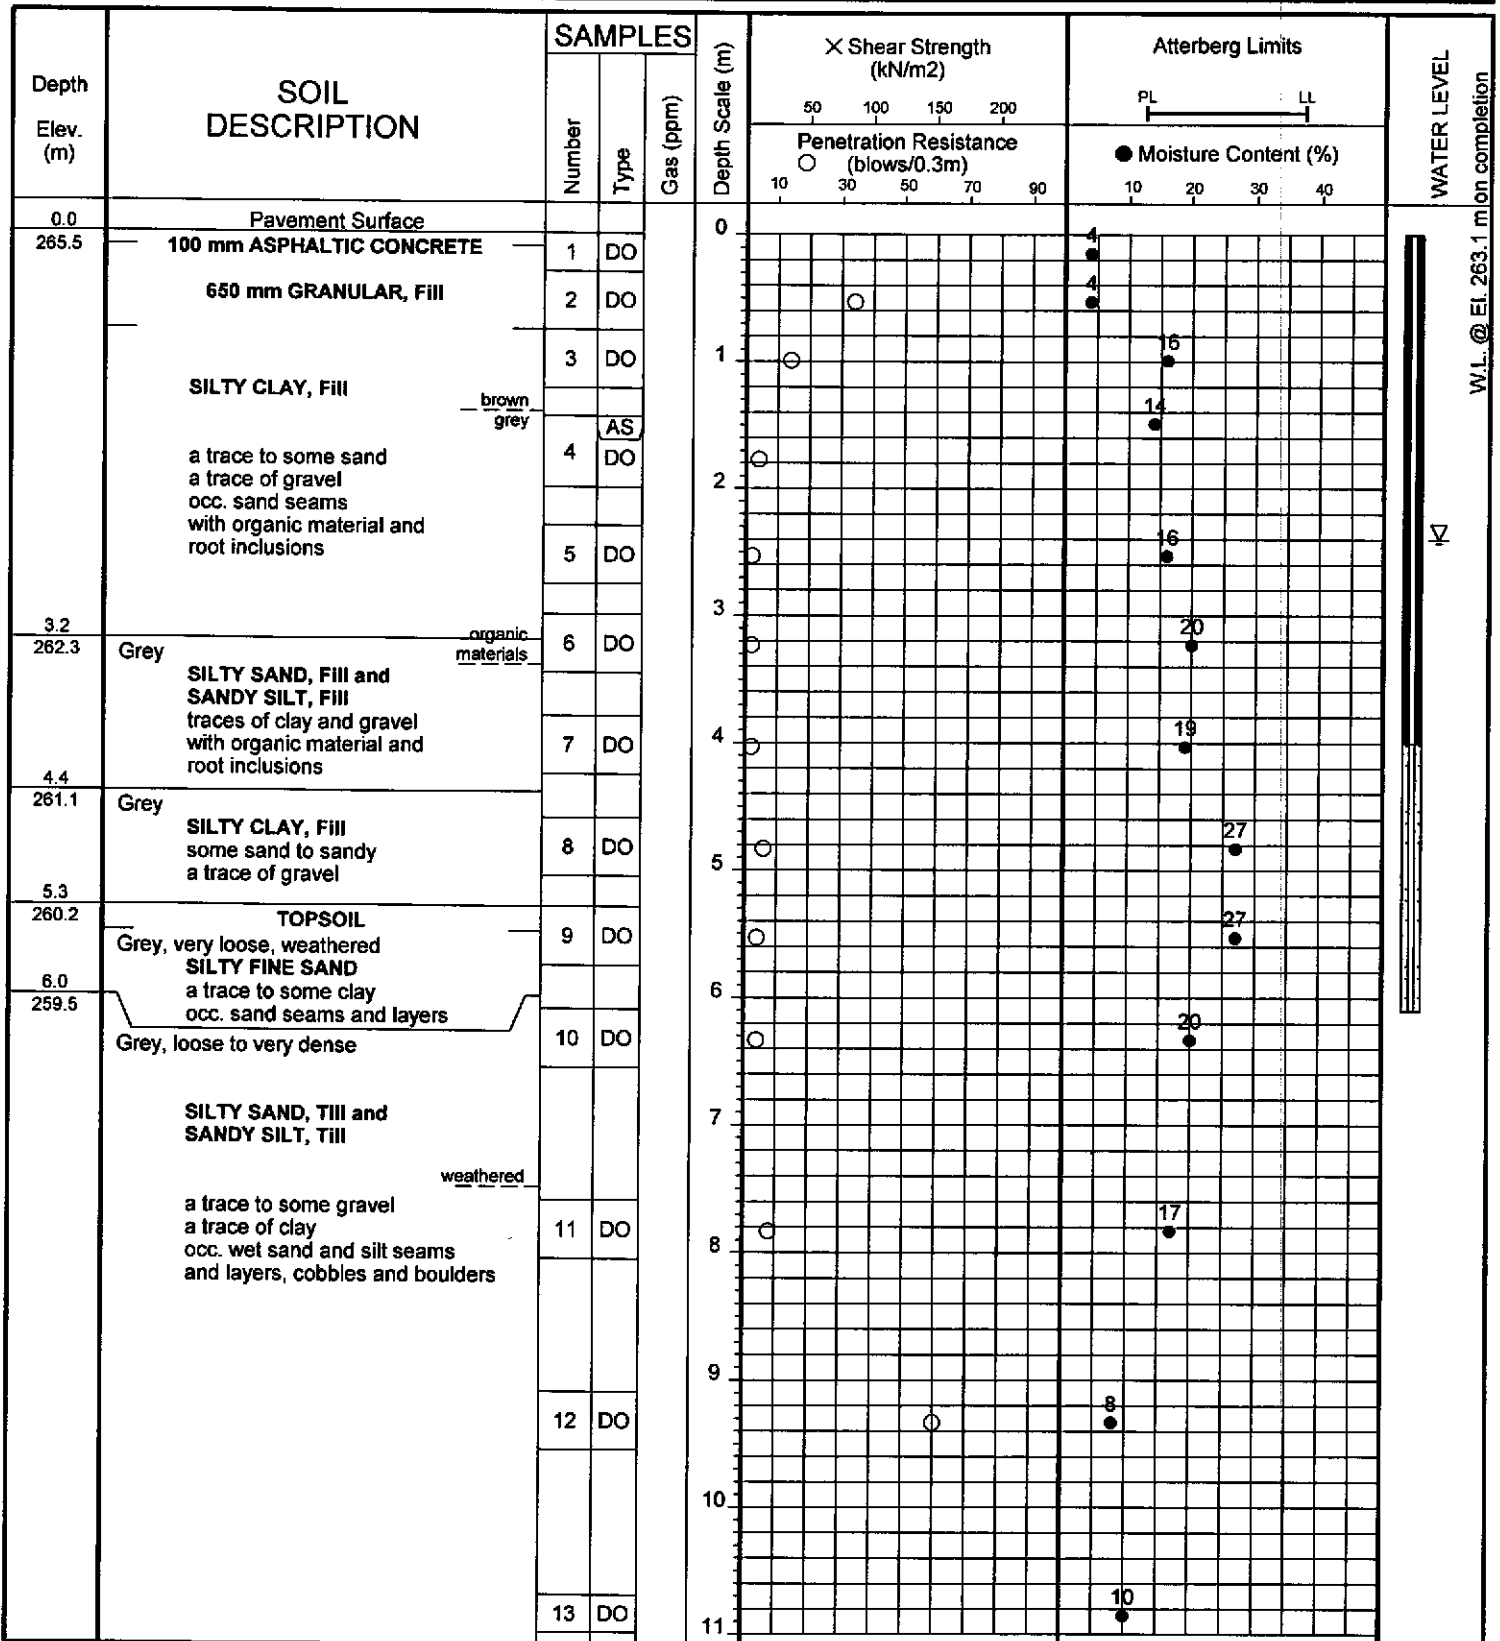 Depth
Elev.
(m)
SOIL
DESCRIPTION
SAMPLES
Number
Type
Gas (ppm)
Depth Scale (m)
× Shear Strength
(kN/m2)
50 100 150 200
Penetration Resistance
(blows/0.3m)
10 30 50 70 90
Atterberg Limits
PL LL
● Moisture Content (%)
10 20 30 40
WATER LEVEL
W.L. @ El. 263.1 m on completion
0.0
265.5
Pavement Surface
100 mm ASPHALTIC CONCRETE
1 DO
0
4
650 mm GRANULAR, Fill
2 DO
4
3 DO
1
16
SILTY CLAY, Fill
brown
grey
14
AS
4 DO
a trace to some sand
a trace of gravel
occ. sand seams
with organic material and
root inclusions
2
5 DO
16
3
3.2
262.3
organic
materials
6 DO
20
Grey
SILTY SAND, Fill and
SANDY SILT, Fill
traces of clay and gravel
with organic material and
root inclusions
7 DO
4
19
4.4
261.1
Grey
SILTY CLAY, Fill
some sand to sandy
a trace of gravel
8 DO
27
5
5.3
260.2
TOPSOIL
Grey, very loose, weathered
SILTY FINE SAND
a trace to some clay
occ. sand seams and layers
9 DO
27
6.0
259.5
6
Grey, loose to very dense
10 DO
20
SILTY SAND, Till and
SANDY SILT, Till
7
weathered
a trace to some gravel
a trace of clay
occ. wet sand and silt seams
and layers, cobbles and boulders
11 DO
17
8
9
12 DO
8
10
13 DO
10
11